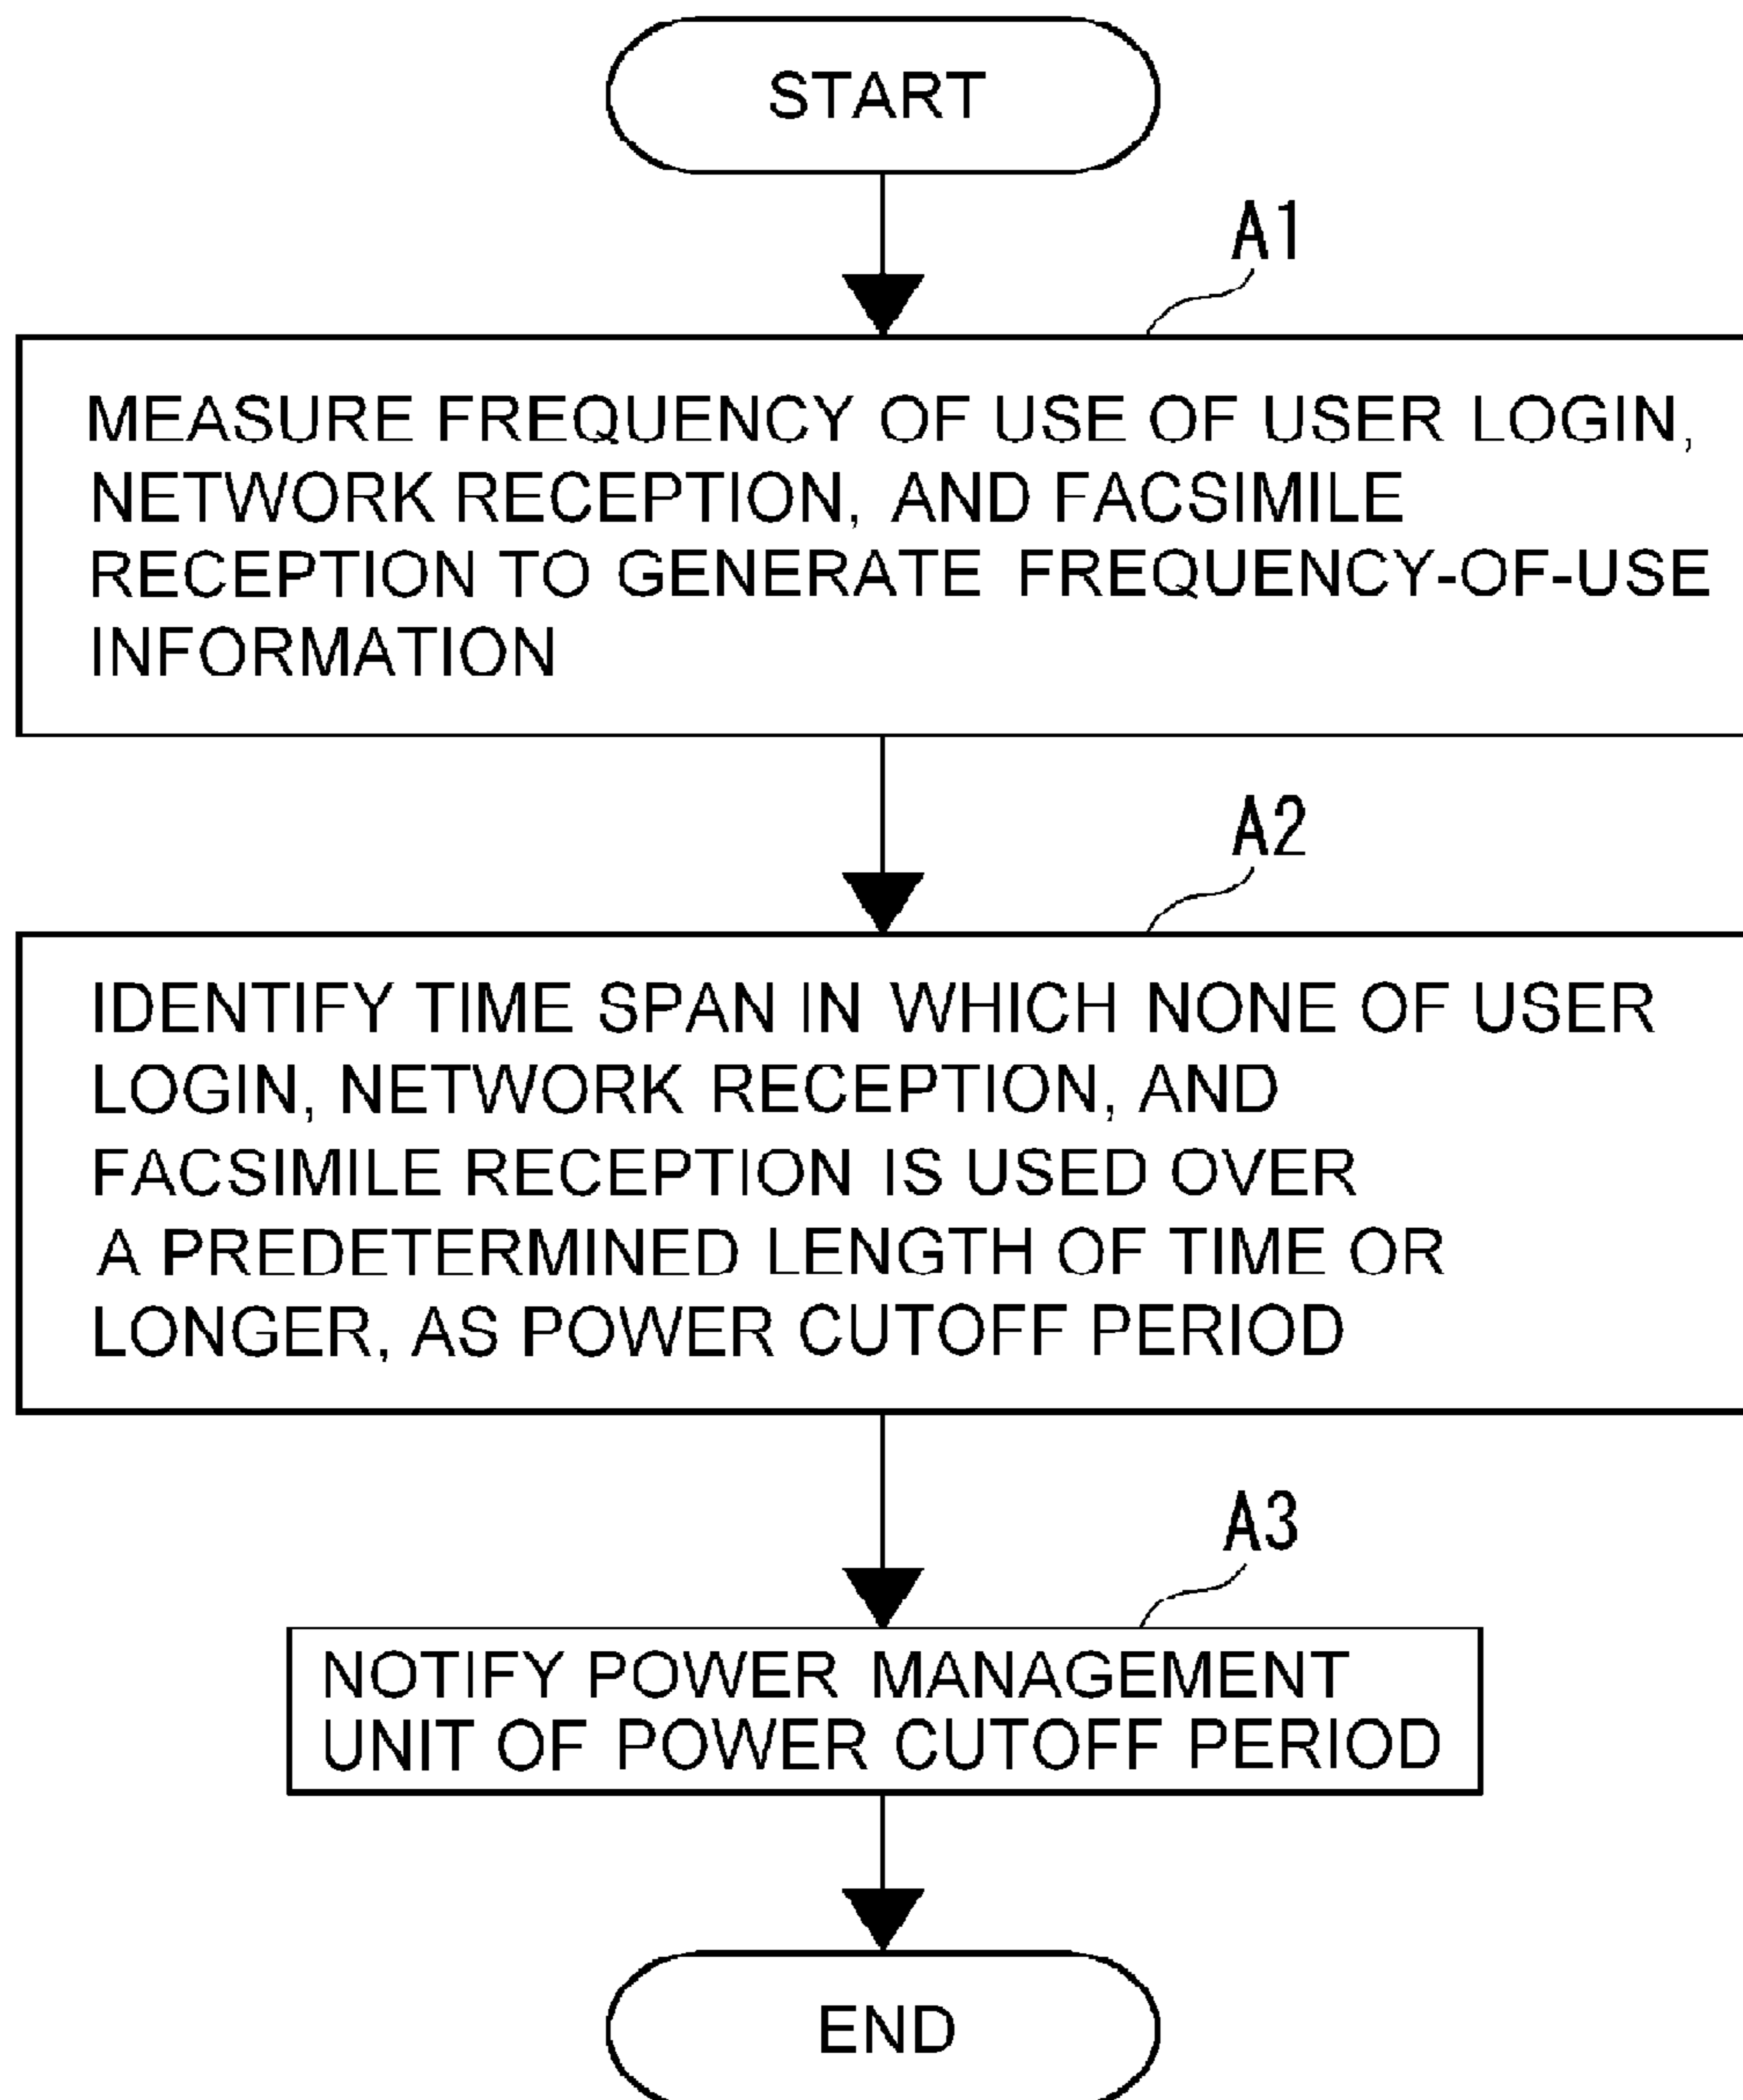 START
A1
MEASURE FREQUENCY OF USE OF USER LOGIN,
NETWORK RECEPTION, AND FACSIMILE
RECEPTION TO GENERATE FREQUENCY-OF-USE
INFORMATION
A2
IDENTIFY TIME SPAN IN WHICH NONE OF USER
LOGIN, NETWORK RECEPTION, AND
FACSIMILE RECEPTION IS USED OVER
A PREDETERMINED LENGTH OF TIME OR
LONGER, AS POWER CUTOFF PERIOD
A3
NOTIFY POWER MANAGEMENT
UNIT OF POWER CUTOFF PERIOD
END